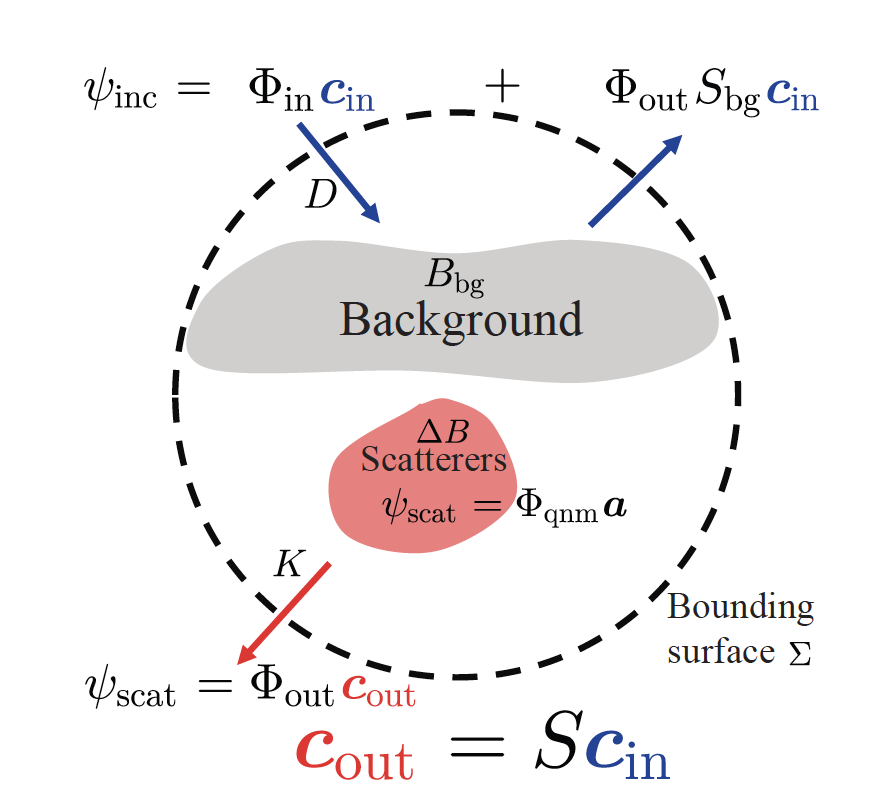 ψ_inc = Φ_in c_in + Φ_out S_bg c_in
D
B_bg
Background
ΔB
Scatterers
ψ_scat = Φ_qnm a
K
Bounding
surface Σ
ψ_scat = Φ_out c_out
c_out = S c_in